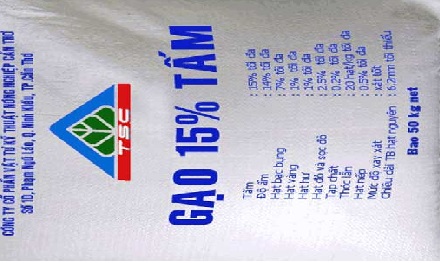 CÔNG TY CỔ PHẦN VẬT TƯ KỸ THUẬT NÔNG NGHIỆP CẦN THƠ
Số 1D, Phạm Ngũ Lão, Q. Ninh Kiều, TP.Cần Thơ
TSC
GẠO 15% TẤM
Tấm : 15% tối đa
Độ ẩm : 14% tối đa
Hạt bạc bụng : 7% tối đa
Hạt vàng : 1% tối đa
Hạt hư : 1% tối đa
Hạt đỏ và sọc đỏ : 2.5% tối đa
Tạp chất : 0.2% tối đa
Thóc lẫn : 20 hạt/kg tối đa
Hạt nếp : 0.5% tối đa
Mức độ xay xát : xát tốt
Chiều dài TB hạt nguyên : 6.2mm tối thiểu
Bao 50 kg net